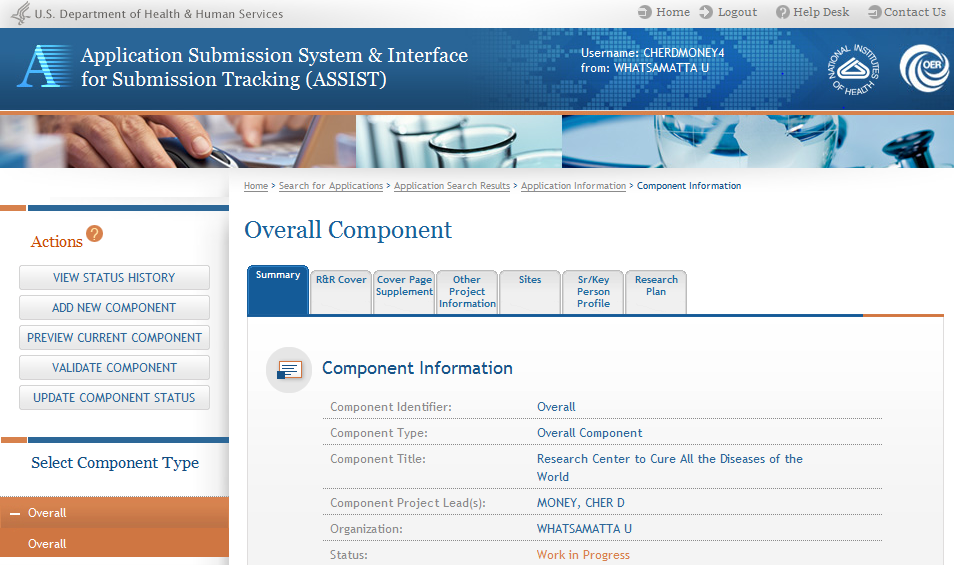 U.S. Department of Health & Human Services
Home Logout Help Desk Contact Us
Application Submission System & Interface
for Submission Tracking (ASSIST)
Username: CHERDMONEY4
from: WHATSAMATTA U
NATIONAL INSTITUTES OF HEALTH
OER
Home > Search for Applications > Application Search Results > Application Information > Component Information
Actions ?
VIEW STATUS HISTORY
ADD NEW COMPONENT
PREVIEW CURRENT COMPONENT
VALIDATE COMPONENT
UPDATE COMPONENT STATUS
Select Component Type
Overall
Overall
Overall Component
Summary
R&R Cover
Cover Page
Supplement
Other
Project
Information
Sites
Sr/Key
Person
Profile
Research
Plan
Component Information
Component Identifier: Overall
Component Type: Overall Component
Component Title: Research Center to Cure All the Diseases of the
World
Component Project Lead(s): MONEY, CHER D
Organization: WHATSAMATTA U
Status: Work in Progress